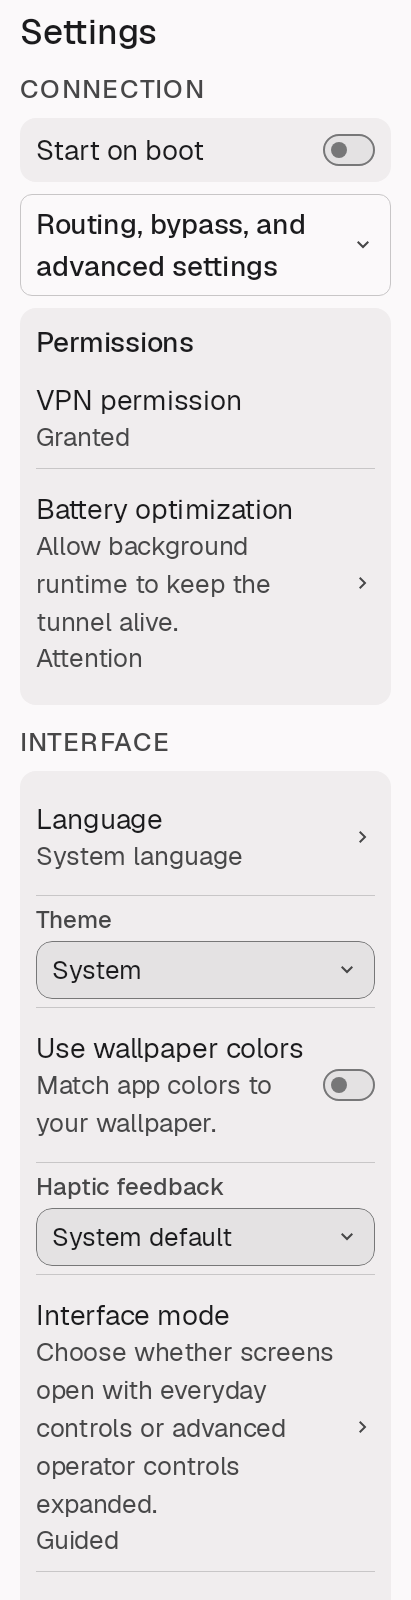 Settings
CONNECTION
Start on boot
Routing, bypass, and
advanced settings
Permissions
VPN permission
Granted
Battery optimization
Allow background
runtime to keep the
tunnel alive.
Attention
INTERFACE
Language
System language
Theme
System
Use wallpaper colors
Match app colors to
your wallpaper.
Haptic feedback
System default
Interface mode
Choose whether screens
open with everyday
controls or advanced
operator controls
expanded.
Guided